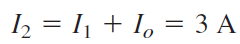 I₂ = I₁ + Iₒ = 3 A